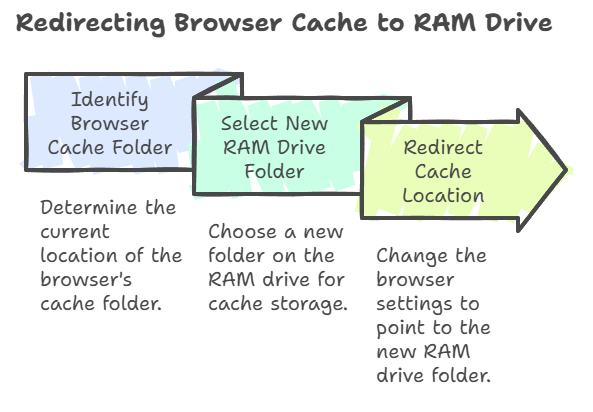 Redirecting Browser Cache to RAM Drive
Identify
Browser
Cache Folder
Select New
RAM Drive
Folder
Redirect
Cache
Location
Determine the
current
location of the
browser's
cache folder.
Choose a new
folder on the
RAM drive for
cache storage.
Change the
browser
settings to
point to the
new RAM
drive folder.